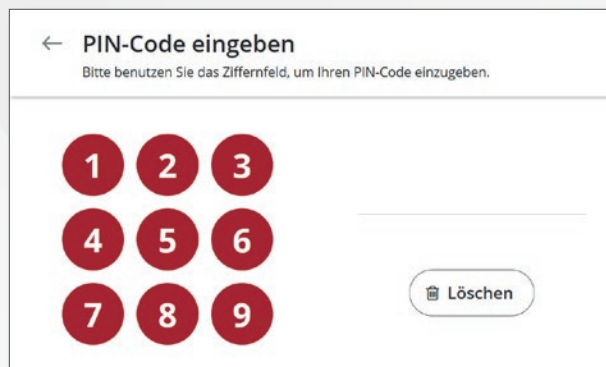 ← PIN-Code eingeben
Bitte benutzen Sie das Ziffernfeld, um Ihren PIN-Code einzugeben.
1 2 3
4 5 6
7 8 9
Löschen